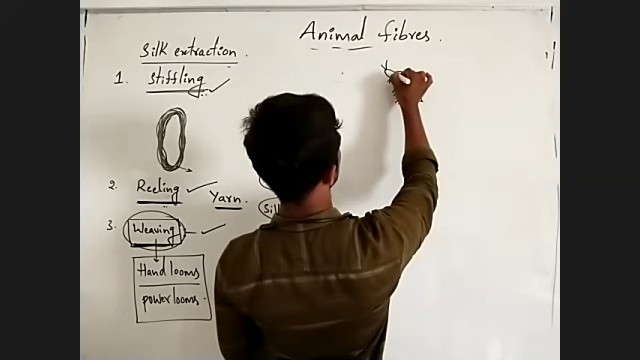 Animal fibres.
Silk extraction.
1. Stiffling
2. Reeling
Yarn.
3. Weaving
Hand looms
power looms